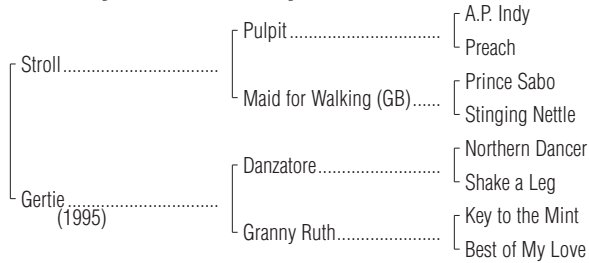 A.P. Indy
Pulpit........................................
Preach
Stroll.........................................
Prince Sabo
Maid for Walking (GB)......
Stinging Nettle
Northern Dancer
Danzatore.................................
Shake a Leg
Gertie........................................
(1995)
Key to the Mint
Granny Ruth............................
Best of My Love